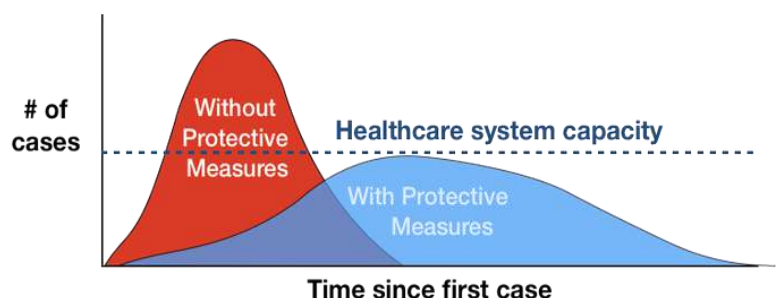 # of
cases
Without
Protective
Measures
Healthcare system capacity
With Protective
Measures
Time since first case